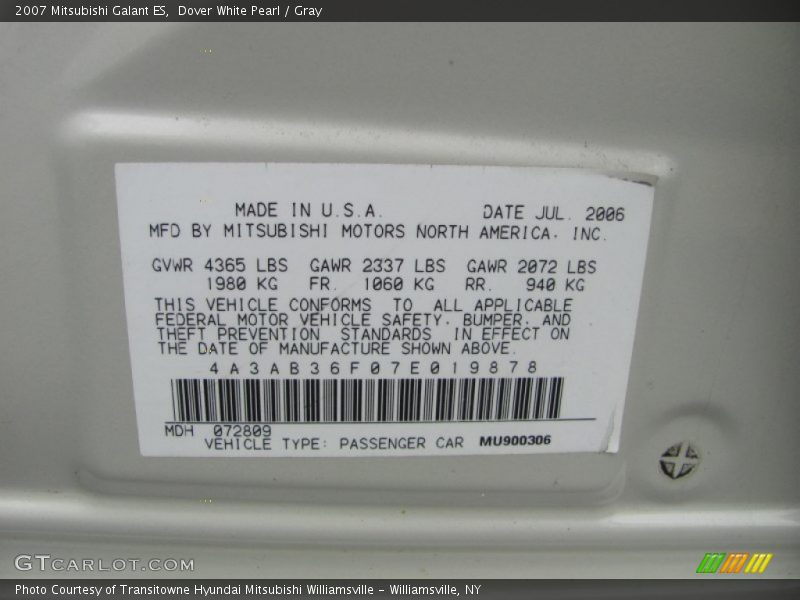 2007 Mitsubishi Galant ES,  Dover White Pearl / Gray
MADE IN U.S.A.    DATE JUL. 2006
MFD BY MITSUBISHI MOTORS NORTH AMERICA. INC.
GVWR 4365 LBS  GAWR 2337 LBS  GAWR 2072 LBS
1980 KG  FR.  1060 KG  RR.  940 KG
THIS VEHICLE CONFORMS TO ALL APPLICABLE
FEDERAL MOTOR VEHICLE SAFETY. BUMPER. AND
THEFT PREVENTION STANDARDS IN EFFECT ON
THE DATE OF MANUFACTURE SHOWN ABOVE.
4A3AB36F07E019878
MDH 072809
VEHICLE TYPE: PASSENGER CAR  MU900306
GTCARLOT.COM
Photo Courtesy of Transitowne Hyundai Mitsubishi Williamsville – Williamsville, NY